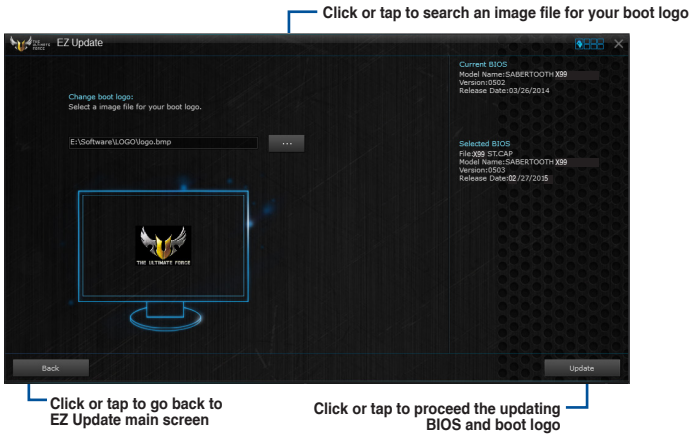 Click or tap to search an image file for your boot logo
THE ULTIMATE FORCE
EZ Update
Current BIOS
Model Name:SABERTOOTH X99
Version:0502
Release Date:03/26/2014
Change boot logo:
Select a image file for your boot logo.
E:\Software\LOGO\logo.bmp
...
Selected BIOS
File:X99 ST.CAP
Model Name:SABERTOOTH X99
Version:0503
Release Date:02/27/2015
THE ULTIMATE FORCE
Back
Update
Click or tap to go back to
EZ Update main screen
Click or tap to proceed the updating
BIOS and boot logo